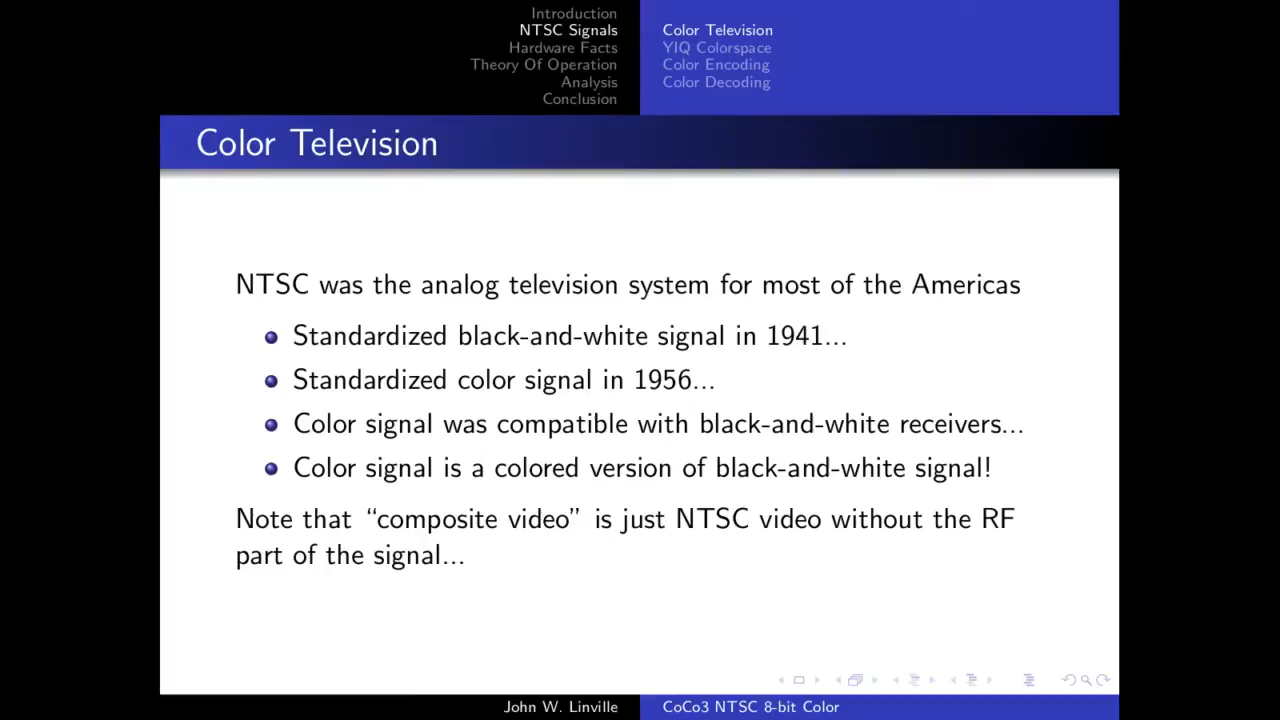 Introduction
NTSC Signals
Hardware Facts
Theory Of Operation
Analysis
Conclusion
Color Television
YIQ Colorspace
Color Encoding
Color Decoding
Color Television
NTSC was the analog television system for most of the Americas
Standardized black-and-white signal in 1941...
Standardized color signal in 1956...
Color signal was compatible with black-and-white receivers...
Color signal is a colored version of black-and-white signal!
Note that “composite video” is just NTSC video without the RF
part of the signal...
John W. Linville
CoCo3 NTSC 8-bit Color